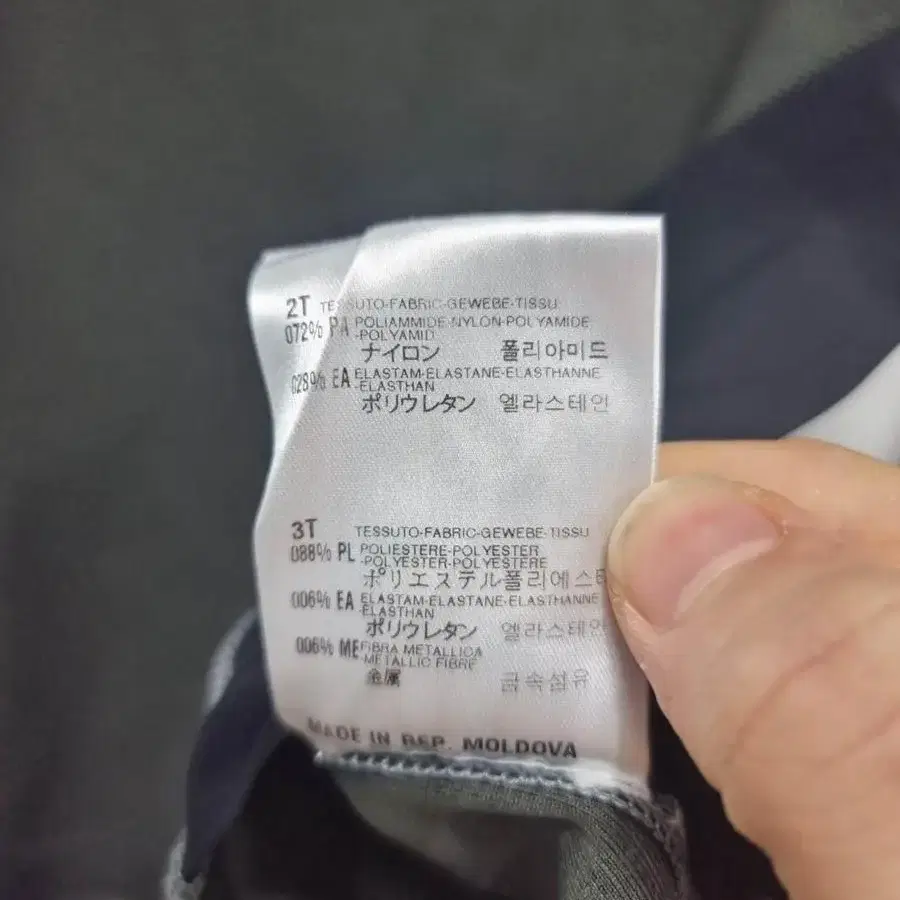 2T TESSUTO-FABRIC-GEWEBE-TISSU
072% PA POLIAMMIDE-NYLON-POLYAMIDE
-POLYAMID
ナイロン 폴리아미드
028% EA ELASTAM-ELASTANE-ELASTHANNE
-ELASTHAN
ポリウレタン 엘라스테인
3T TESSUTO-FABRIC-GEWEBE-TISSU
088% PL POLIESTERE-POLYESTER
-POLYESTER-POLYESTERE
ポリエステル 폴리에스테
006% EA ELASTAM-ELASTANE-ELASTHANNE
-ELASTHAN
ポリウレタン 엘라스테인
006% ME FIBRA METALLICA
-METALLIC FIBRE
金属 금속섬유
MADE IN REP. MOLDOVA